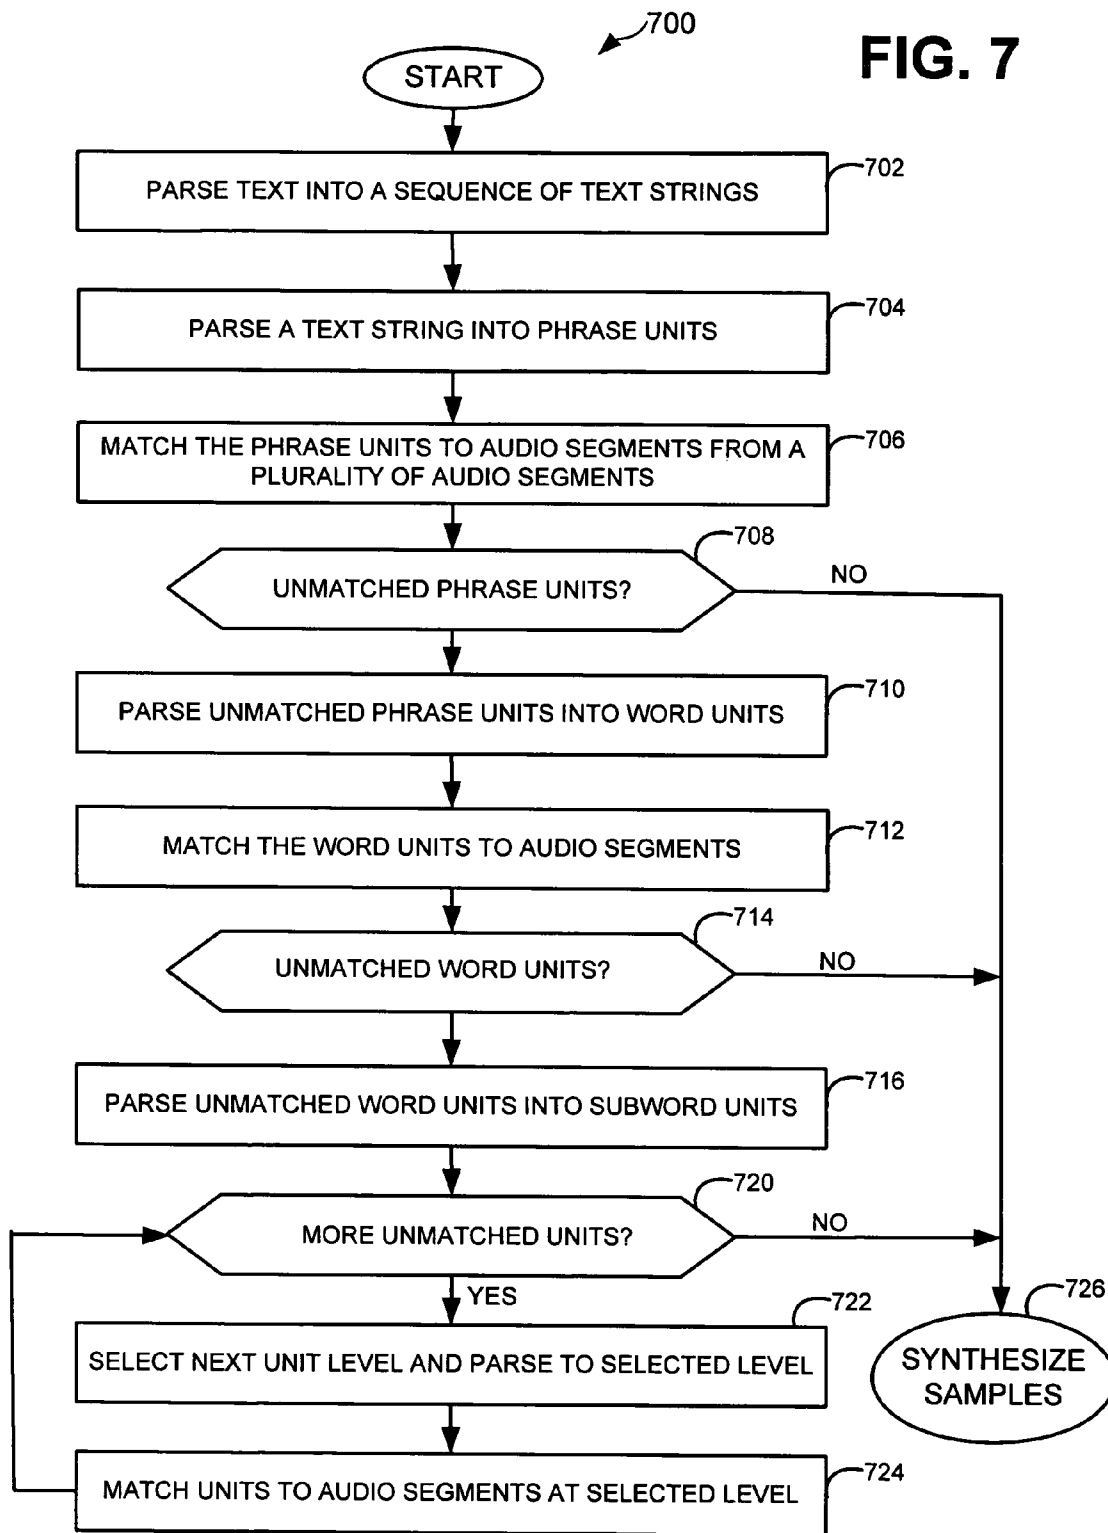 700
FIG. 7
START
PARSE TEXT INTO A SEQUENCE OF TEXT STRINGS
702
PARSE A TEXT STRING INTO PHRASE UNITS
704
MATCH THE PHRASE UNITS TO AUDIO SEGMENTS FROM A
PLURALITY OF AUDIO SEGMENTS
706
708
UNMATCHED PHRASE UNITS?
NO
PARSE UNMATCHED PHRASE UNITS INTO WORD UNITS
710
MATCH THE WORD UNITS TO AUDIO SEGMENTS
712
714
UNMATCHED WORD UNITS?
NO
PARSE UNMATCHED WORD UNITS INTO SUBWORD UNITS
716
720
MORE UNMATCHED UNITS?
NO
YES
722
SELECT NEXT UNIT LEVEL AND PARSE TO SELECTED LEVEL
726
SYNTHESIZE
SAMPLES
MATCH UNITS TO AUDIO SEGMENTS AT SELECTED LEVEL
724